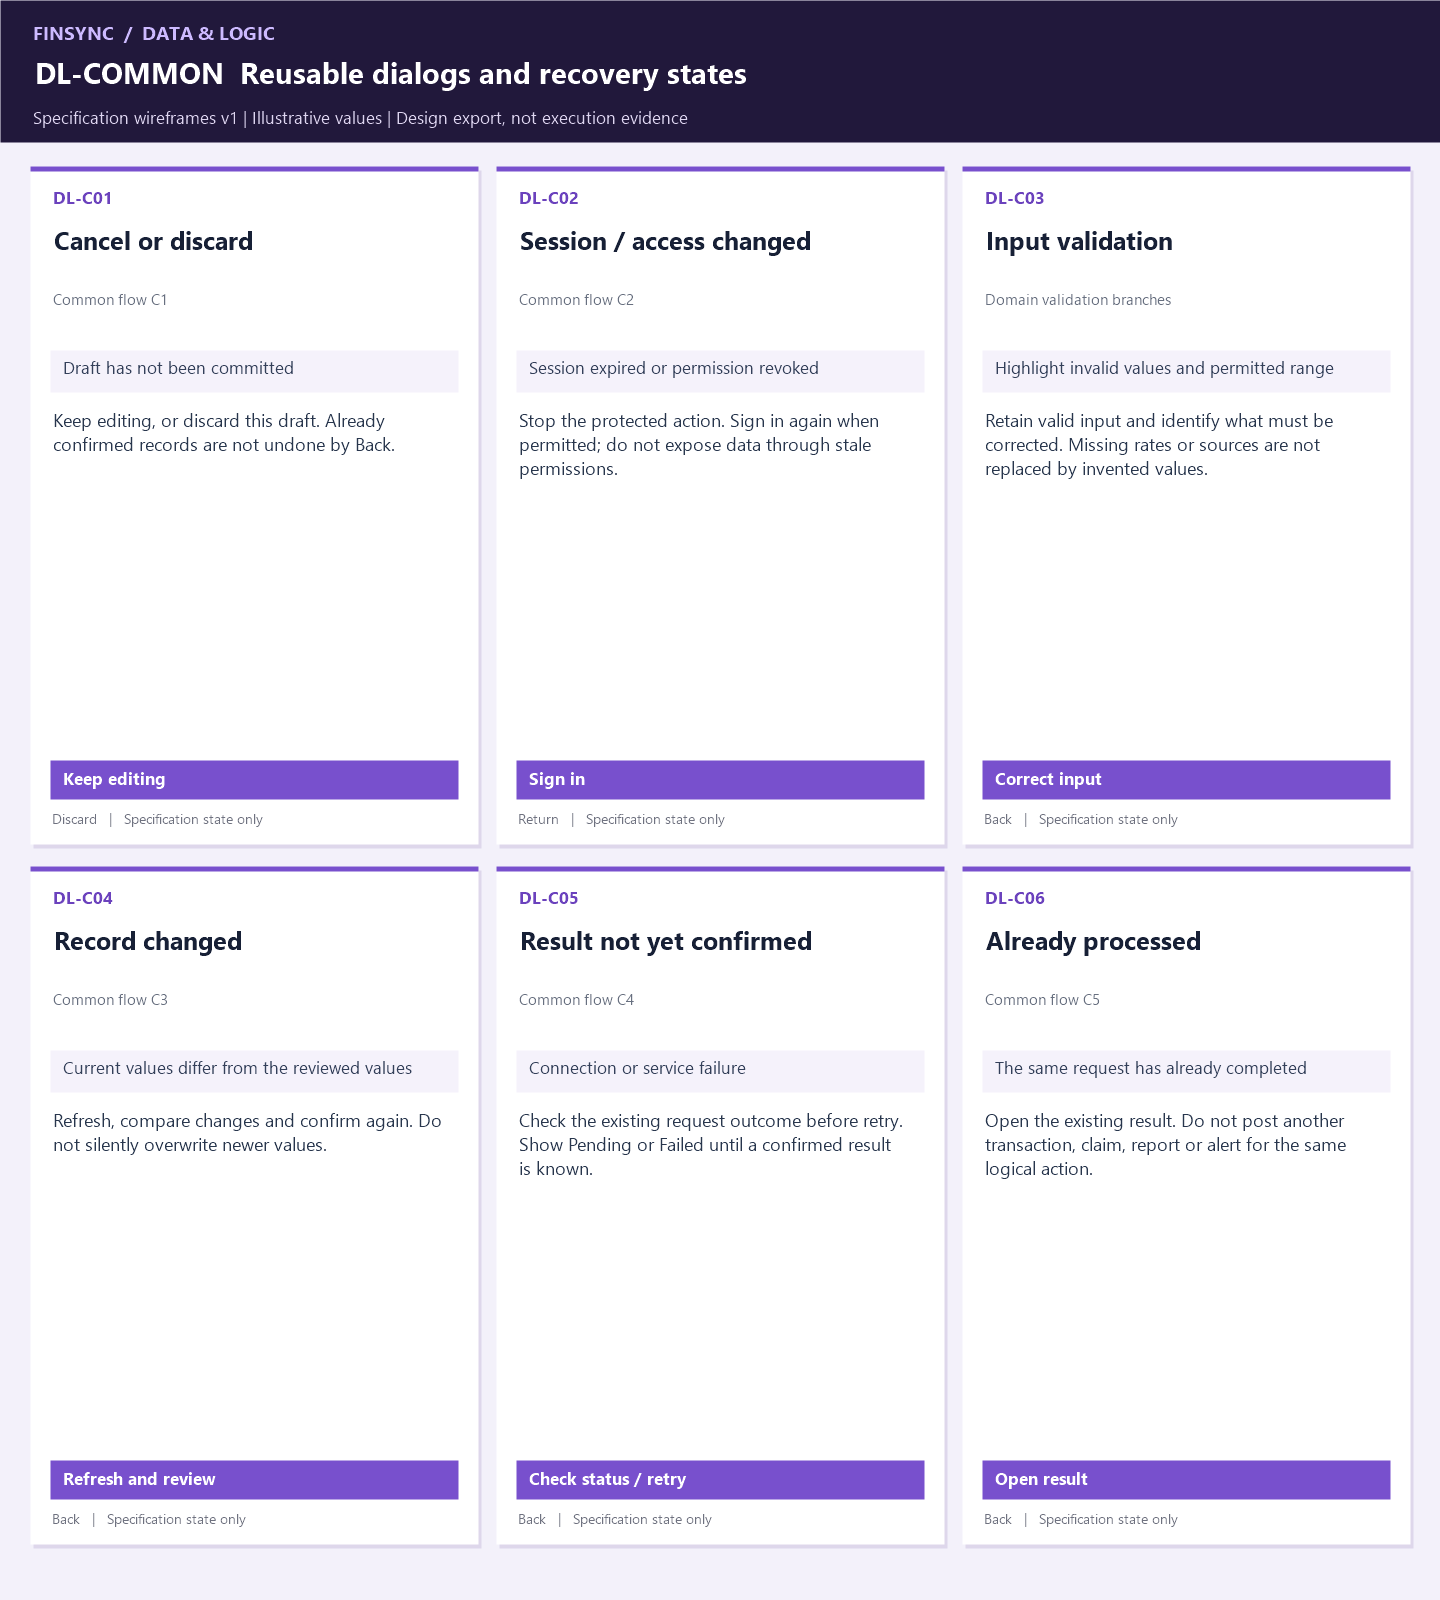 FINSYNC / DATA & LOGIC
DL-COMMON Reusable dialogs and recovery states
Specification wireframes v1 | Illustrative values | Design export, not execution evidence
DL-C01
Cancel or discard
Common flow C1
Draft has not been committed
Keep editing, or discard this draft. Already
confirmed records are not undone by Back.
Keep editing
Discard | Specification state only
DL-C02
Session / access changed
Common flow C2
Session expired or permission revoked
Stop the protected action. Sign in again when
permitted; do not expose data through stale
permissions.
Sign in
Return | Specification state only
DL-C03
Input validation
Domain validation branches
Highlight invalid values and permitted range
Retain valid input and identify what must be
corrected. Missing rates or sources are not
replaced by invented values.
Correct input
Back | Specification state only
DL-C04
Record changed
Common flow C3
Current values differ from the reviewed values
Refresh, compare changes and confirm again. Do
not silently overwrite newer values.
Refresh and review
Back | Specification state only
DL-C05
Result not yet confirmed
Common flow C4
Connection or service failure
Check the existing request outcome before retry.
Show Pending or Failed until a confirmed result
is known.
Check status / retry
Back | Specification state only
DL-C06
Already processed
Common flow C5
The same request has already completed
Open the existing result. Do not post another
transaction, claim, report or alert for the same
logical action.
Open result
Back | Specification state only